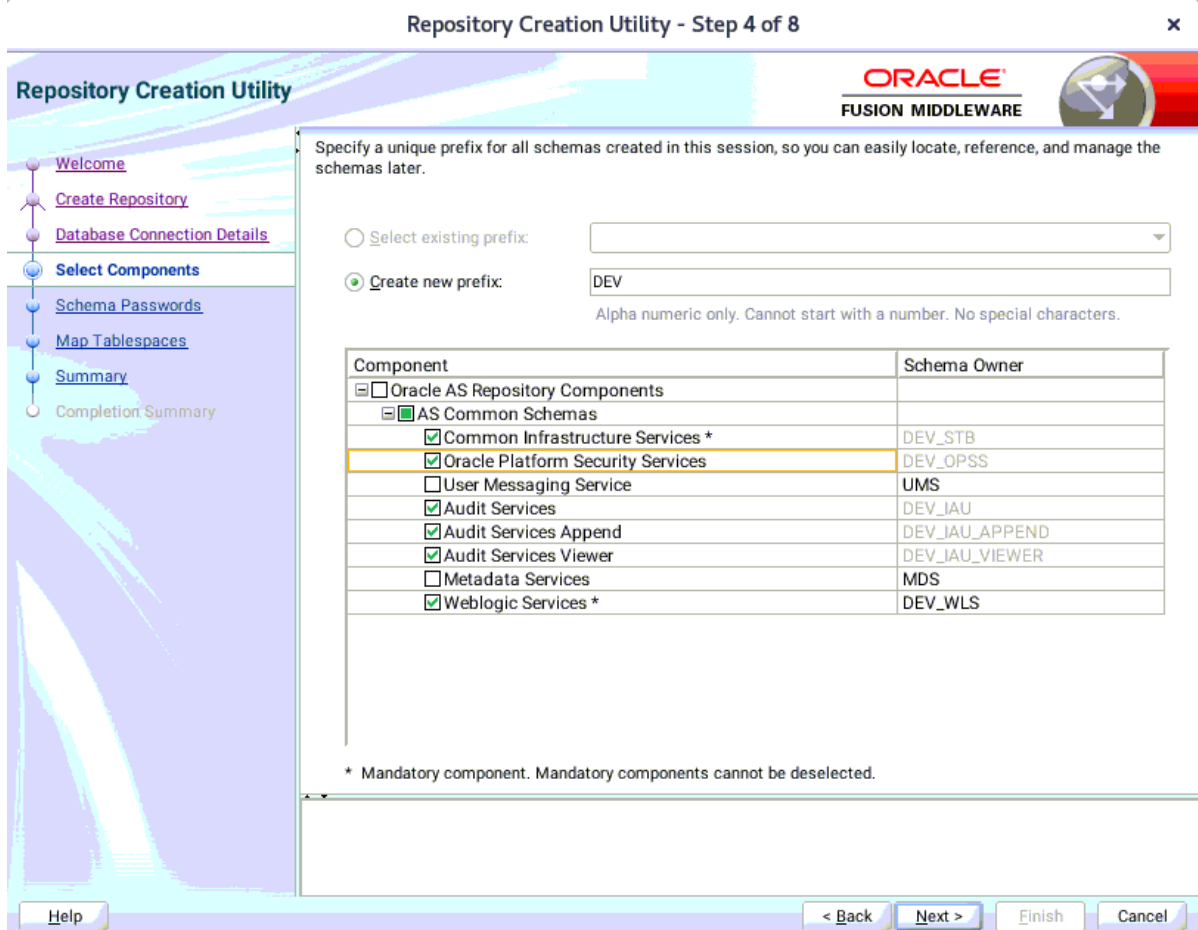 Repository Creation Utility - Step 4 of 8
Repository Creation Utility
ORACLE
FUSION MIDDLEWARE
Welcome
Create Repository
Database Connection Details
Select Components
Schema Passwords
Map Tablespaces
Summary
Completion Summary
Specify a unique prefix for all schemas created in this session, so you can easily locate, reference, and manage the
schemas later.
Select existing prefix:
Create new prefix: DEV
Alpha numeric only. Cannot start with a number. No special characters.
Component Schema Owner
Oracle AS Repository Components
AS Common Schemas
Common Infrastructure Services * DEV_STB
Oracle Platform Security Services DEV_OPSS
User Messaging Service UMS
Audit Services DEV_IAU
Audit Services Append DEV_IAU_APPEND
Audit Services Viewer DEV_IAU_VIEWER
Metadata Services MDS
Weblogic Services * DEV_WLS
* Mandatory component. Mandatory components cannot be deselected.
Help < Back Next > Finish Cancel